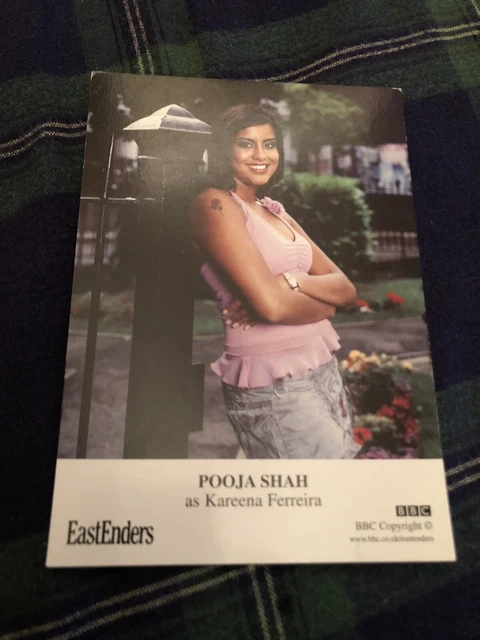 POOJA SHAH
as Kareena Ferreira
EastEnders
BBC
BBC Copyright ©
www.bbc.co.uk/eastenders